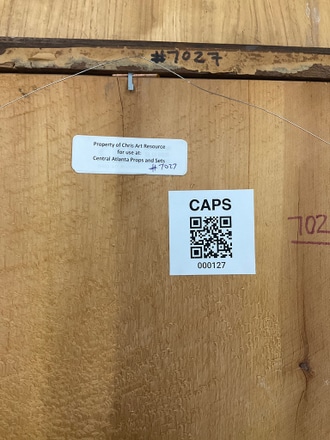 #7027
Property of Chris Art Resource
for use at:
Central Atlanta Props and Sets
#7027
CAPS
000127
702